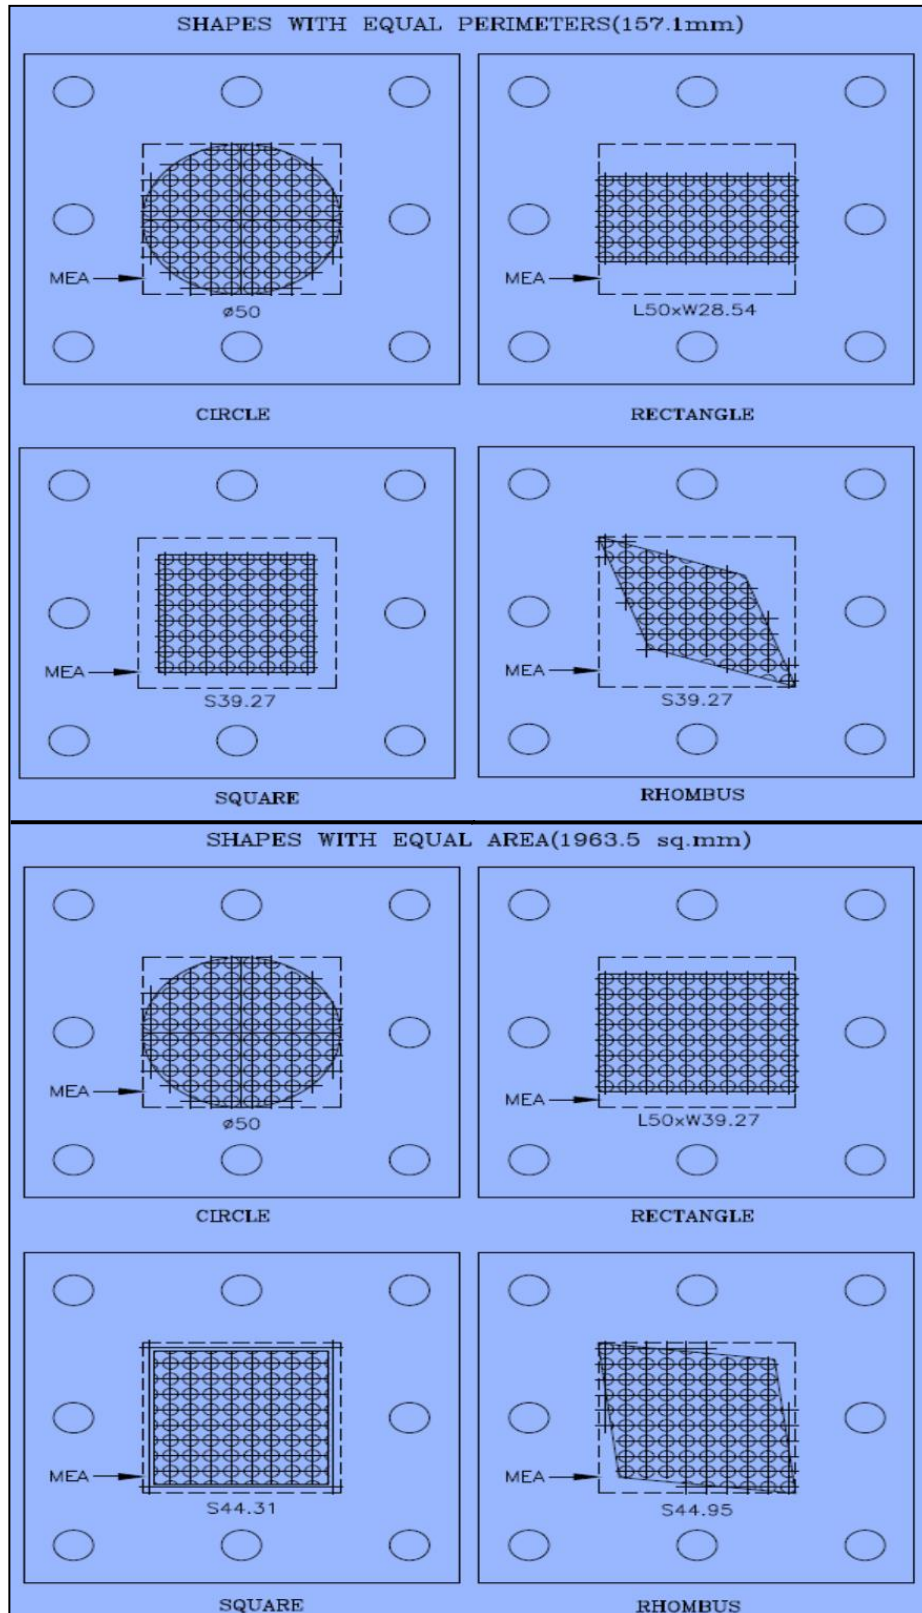 SHAPES WITH EQUAL PERIMETERS(157.1mm)
MEA
ø50
CIRCLE
MEA
L50xW28.54
RECTANGLE
MEA
S39.27
SQUARE
MEA
S39.27
RHOMBUS
SHAPES WITH EQUAL AREA(1963.5 sq.mm)
MEA
ø50
CIRCLE
MEA
L50xW39.27
RECTANGLE
MEA
S44.31
SQUARE
MEA
S44.95
RHOMBUS